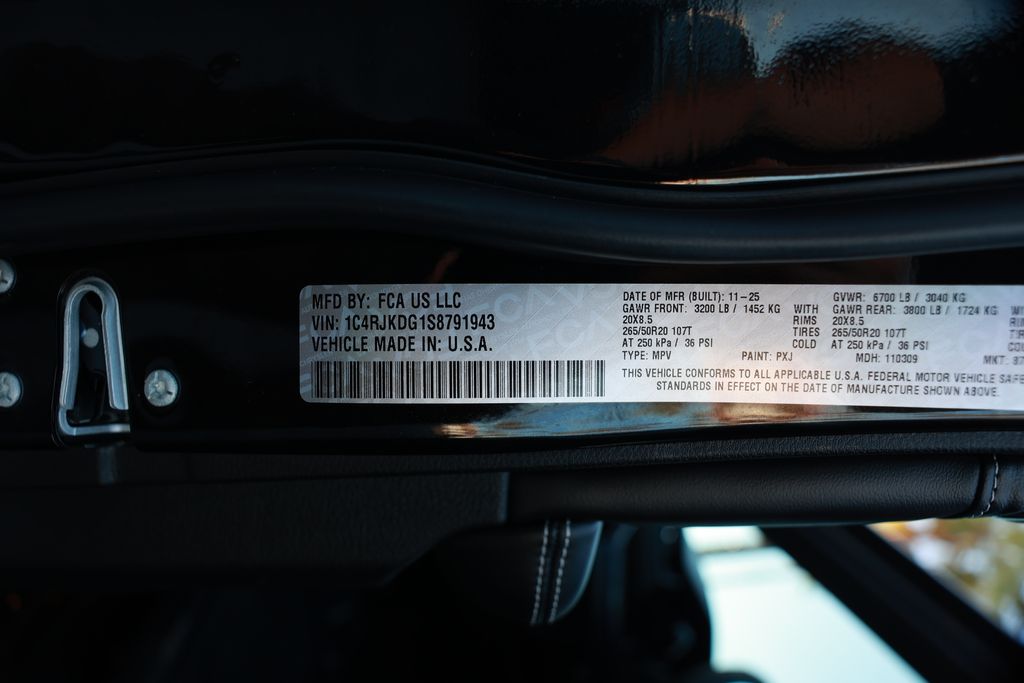 MFD BY: FCA US LLC
VIN: 1C4RJKDG1S8791943
VEHICLE MADE IN: U.S.A.
DATE OF MFR (BUILT): 11-25 GVWR: 6700 LB / 3040 KG
GAWR FRONT: 3200 LB / 1452 KG WITH GAWR REAR: 3800 LB / 1724 KG
20X8.5 RIMS 20X8.5
265/50R20 107T TIRES 265/50R20 107T
AT 250 kPa / 36 PSI COLD AT 250 kPa / 36 PSI
TYPE: MPV PAINT: PXJ MDH: 110309 MKT:
THIS VEHICLE CONFORMS TO ALL APPLICABLE U.S.A. FEDERAL MOTOR VEHICLE
STANDARDS IN EFFECT ON THE DATE OF MANUFACTURE SHOWN ABOVE.